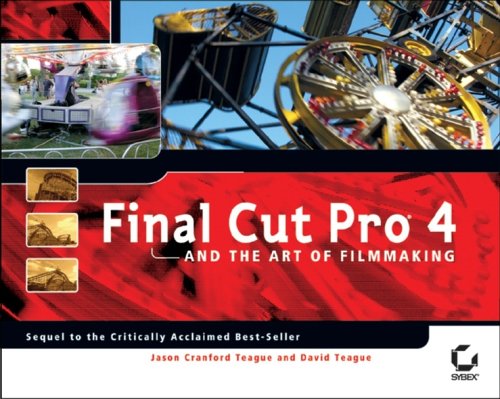 Final Cut Pro® 4
AND THE ART OF FILMMAKING
Sequel to the Critically Acclaimed Best-Seller
Jason Cranford Teague and David Teague
SYBEX®